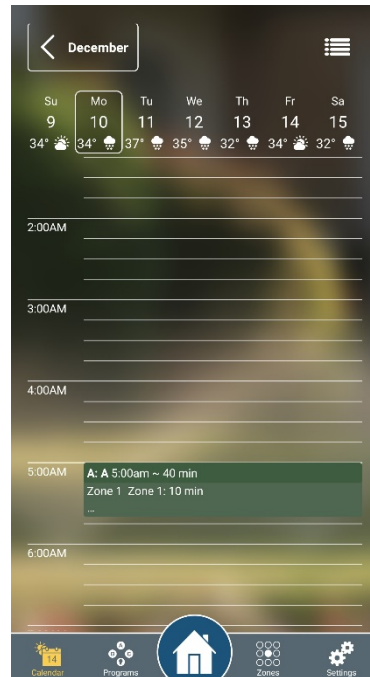 December
Su Mo Tu We Th Fr Sa
9 10 11 12 13 14 15
34° 34° 37° 35° 32° 34° 32°
2:00AM
3:00AM
4:00AM
5:00AM
A: A 5:00am ~ 40 min
Zone 1 Zone 1: 10 min
...
6:00AM
14
A
B C
P
Calendar Programs Zones Settings